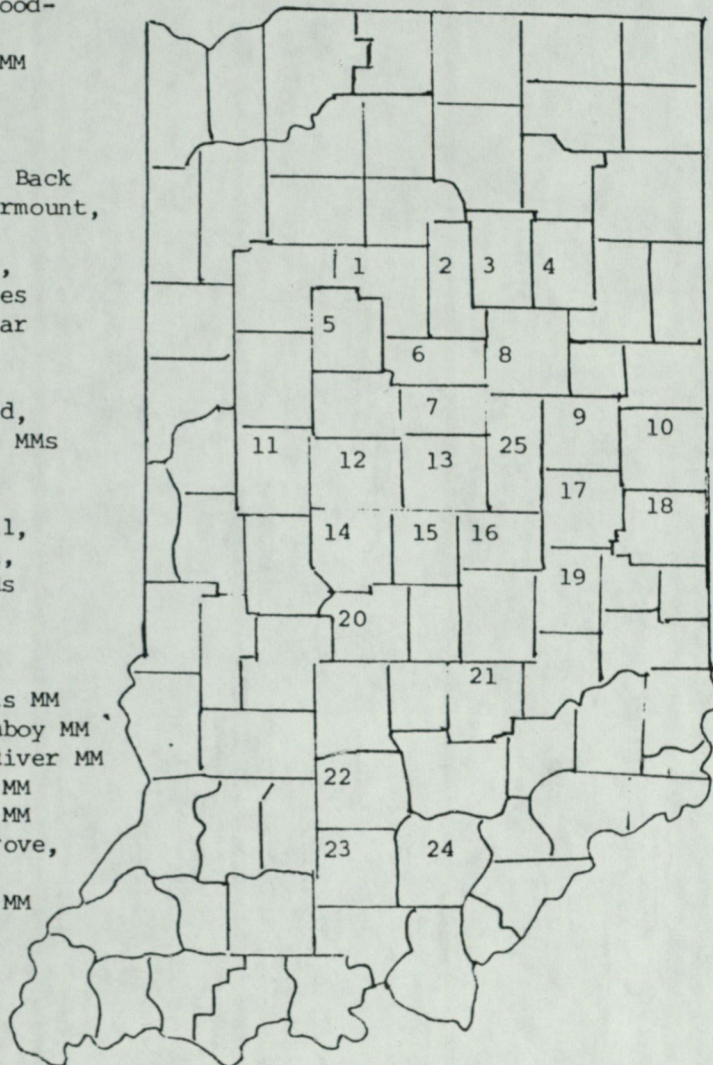 ood-
MM
Back
rmount,
,
es
ar
d,
MMs
l,
,
s
s MM
boy MM
River MM
MM
MM
ove,
MM
1 2 3 4
5
6 8
7
9 10
11 12 13 25
17
18
14 15 16
19
20
21
22
23 24